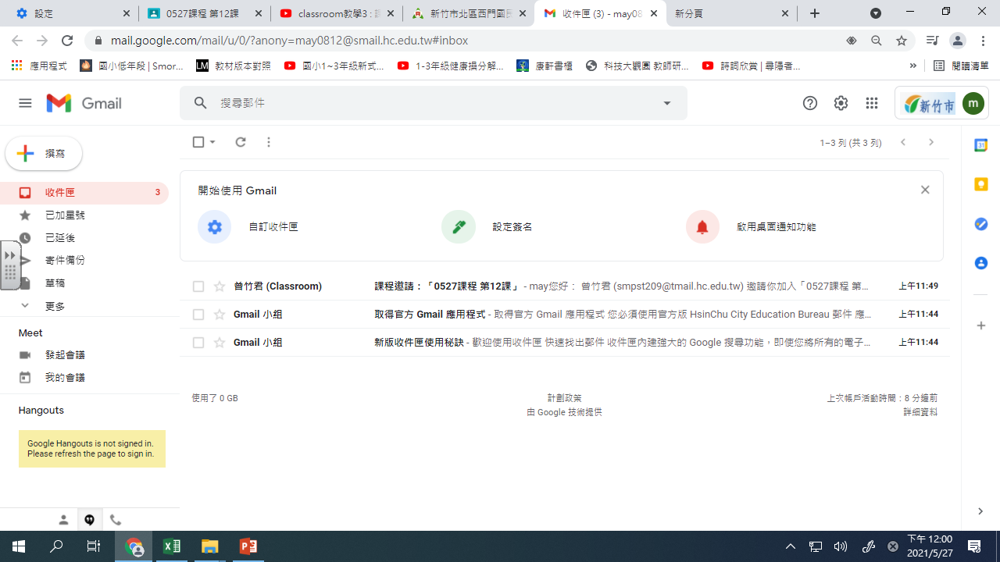 設定
0527課程 第12課
classroom教學3 : 課
新竹市北區西門國民
收件匣 (3) - may08
新分頁
mail.google.com/mail/u/0/?anony=may0812@smail.hc.edu.tw#inbox
應用程式
國小低年段 | Smor...
LM 教材版本對照
國小1~3年級新式...
1-3年級健康操分解...
康軒書櫃
科技大觀園 教師研...
詩詞欣賞 | 尋隱者...
»
閱讀清單
Gmail
搜尋郵件
新竹市
m
撰寫
1–3 列 (共 3 列)
收件匣 3
已加星號
已延後
寄件備份
草稿
更多
開始使用 Gmail
自訂收件匣
設定簽名
啟用桌面通知功能
曾竹君 (Classroom) 課程邀請：「0527課程 第12課」 - may您好： 曾竹君 (smpst209@tmail.hc.edu.tw) 邀請你加入「0527課程 第... 上午11:49
Gmail 小組 取得官方 Gmail 應用程式 - 取得官方 Gmail 應用程式 您必須使用官方版 HsinChu City Education Bureau 郵件 應... 上午11:44
Gmail 小組 新版收件匣使用秘訣 - 歡迎使用收件匣 快速找出郵件 收件匣內建強大的 Google 搜尋功能，即使您將所有的電子... 上午11:44
Meet
發起會議
我的會議
Hangouts
Google Hangouts is not signed in.
Please refresh the page to sign in.
使用了 0 GB
計劃政策
由 Google 技術提供
上次帳戶活動時間：8 分鐘前
詳細資料
31
下午 12:00
2021/5/27